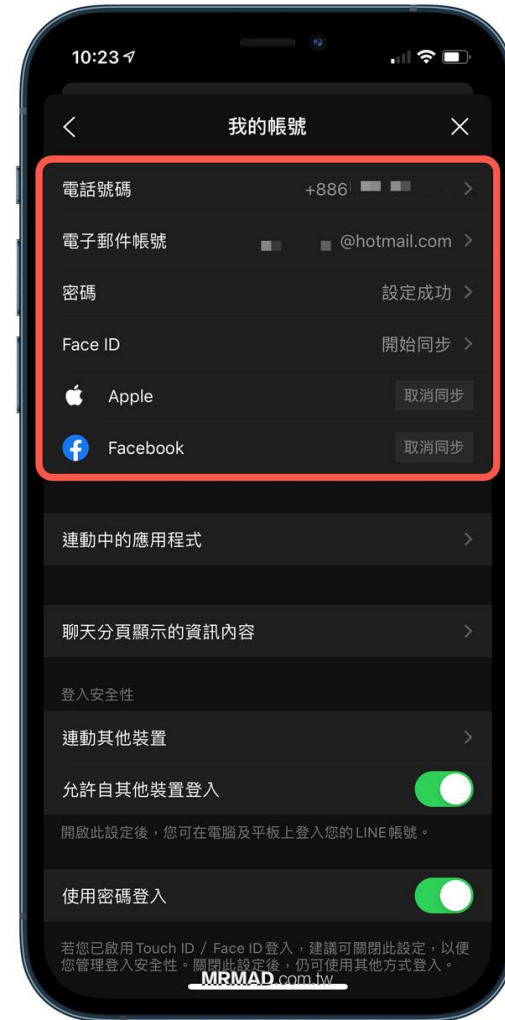 10:23
我的帳號
電話號碼 +886
電子郵件帳號 @hotmail.com
密碼 設定成功
Face ID 開始同步
Apple 取消同步
Facebook 取消同步
連動中的應用程式
聊天分頁顯示的資訊內容
登入安全性
連動其他裝置
允許自其他裝置登入
開啟此設定後，您可在電腦及平板上登入您的LINE帳號。
使用密碼登入
若您已啟用 Touch ID / Face ID 登入，建議可關閉此設定，以便
您管理登入安全性。關閉此設定後，仍可使用其他方式登入。
MRMAD.com.tw